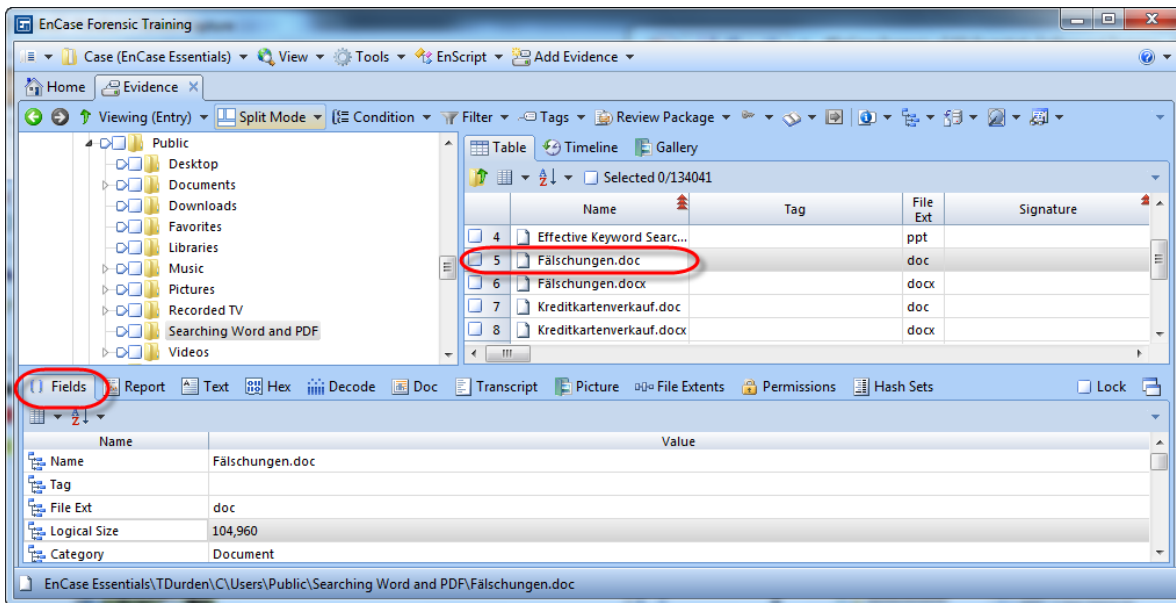 EnCase Forensic Training
Case (EnCase Essentials) View Tools EnScript Add Evidence
Home Evidence
Viewing (Entry) Split Mode Condition Filter Tags Review Package
Public
Desktop
Documents
Downloads
Favorites
Libraries
Music
Pictures
Recorded TV
Searching Word and PDF
Videos
Table Timeline Gallery
Selected 0/134041
Name Tag File Ext Signature
4 Effective Keyword Searc... ppt
5 Fälschungen.doc doc
6 Fälschungen.docx docx
7 Kreditkartenverkauf.doc doc
8 Kreditkartenverkauf.docx docx
Fields Report Text Hex Decode Doc Transcript Picture File Extents Permissions Hash Sets Lock
Name Value
Name Fälschungen.doc
Tag
File Ext doc
Logical Size 104,960
Category Document
EnCase Essentials\TDurden\C\Users\Public\Searching Word and PDF\Fälschungen.doc